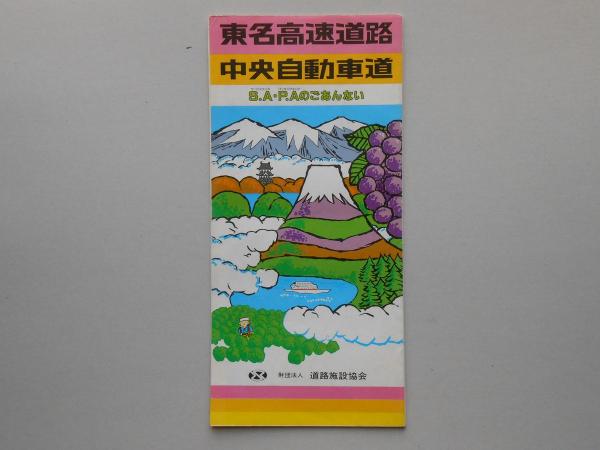 東名高速道路
中央自動車道
S.A・P.Aのごあんない
財団法人 道路施設協会